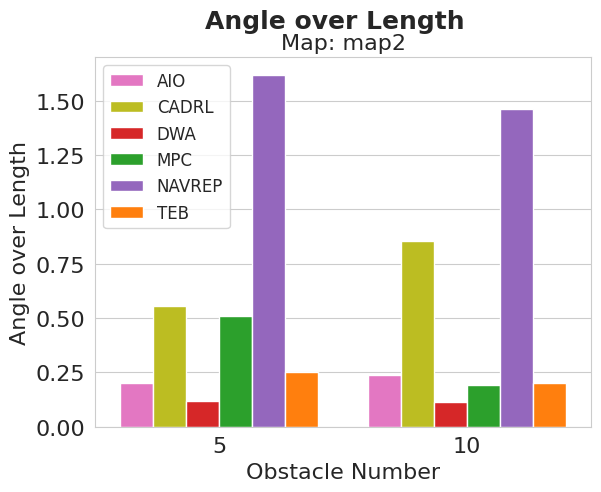 Angle over Length
Map: map2
AIO
CADRL
DWA
MPC
NAVREP
TEB
Angle over Length
1.50
1.25
1.00
0.75
0.50
0.25
0.00
5
10
Obstacle Number